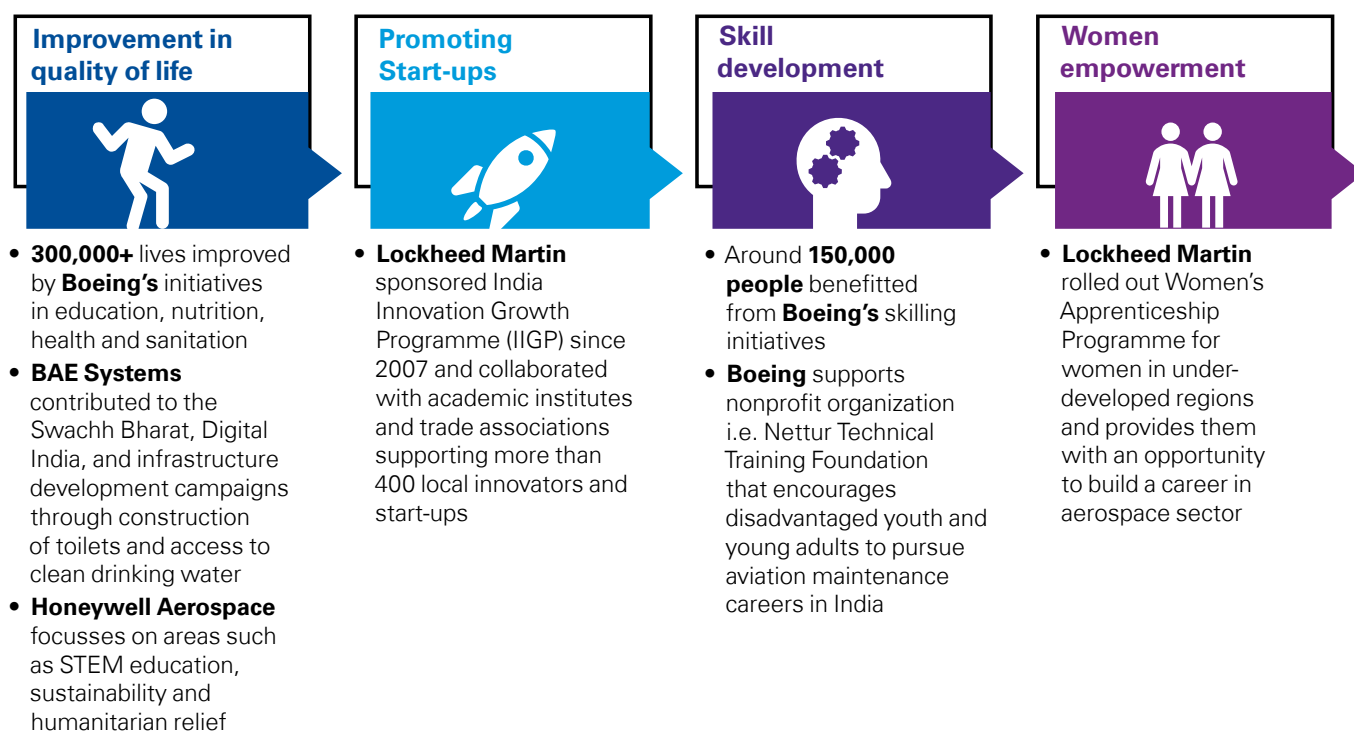 Improvement in
quality of life
• 300,000+ lives improved
by Boeing's initiatives
in education, nutrition,
health and sanitation
• BAE Systems
contributed to the
Swachh Bharat, Digital
India, and infrastructure
development campaigns
through construction
of toilets and access to
clean drinking water
• Honeywell Aerospace
focusses on areas such
as STEM education,
sustainability and
humanitarian relief
Promoting
Start-ups
• Lockheed Martin
sponsored India
Innovation Growth
Programme (IIGP) since
2007 and collaborated
with academic institutes
and trade associations
supporting more than
400 local innovators and
start-ups
Skill
development
• Around 150,000
people benefitted
from Boeing's skilling
initiatives
• Boeing supports
nonprofit organization
i.e. Nettur Technical
Training Foundation
that encourages
disadvantaged youth and
young adults to pursue
aviation maintenance
careers in India
Women
empowerment
• Lockheed Martin
rolled out Women's
Apprenticeship
Programme for
women in under-
developed regions
and provides them
with an opportunity
to build a career in
aerospace sector